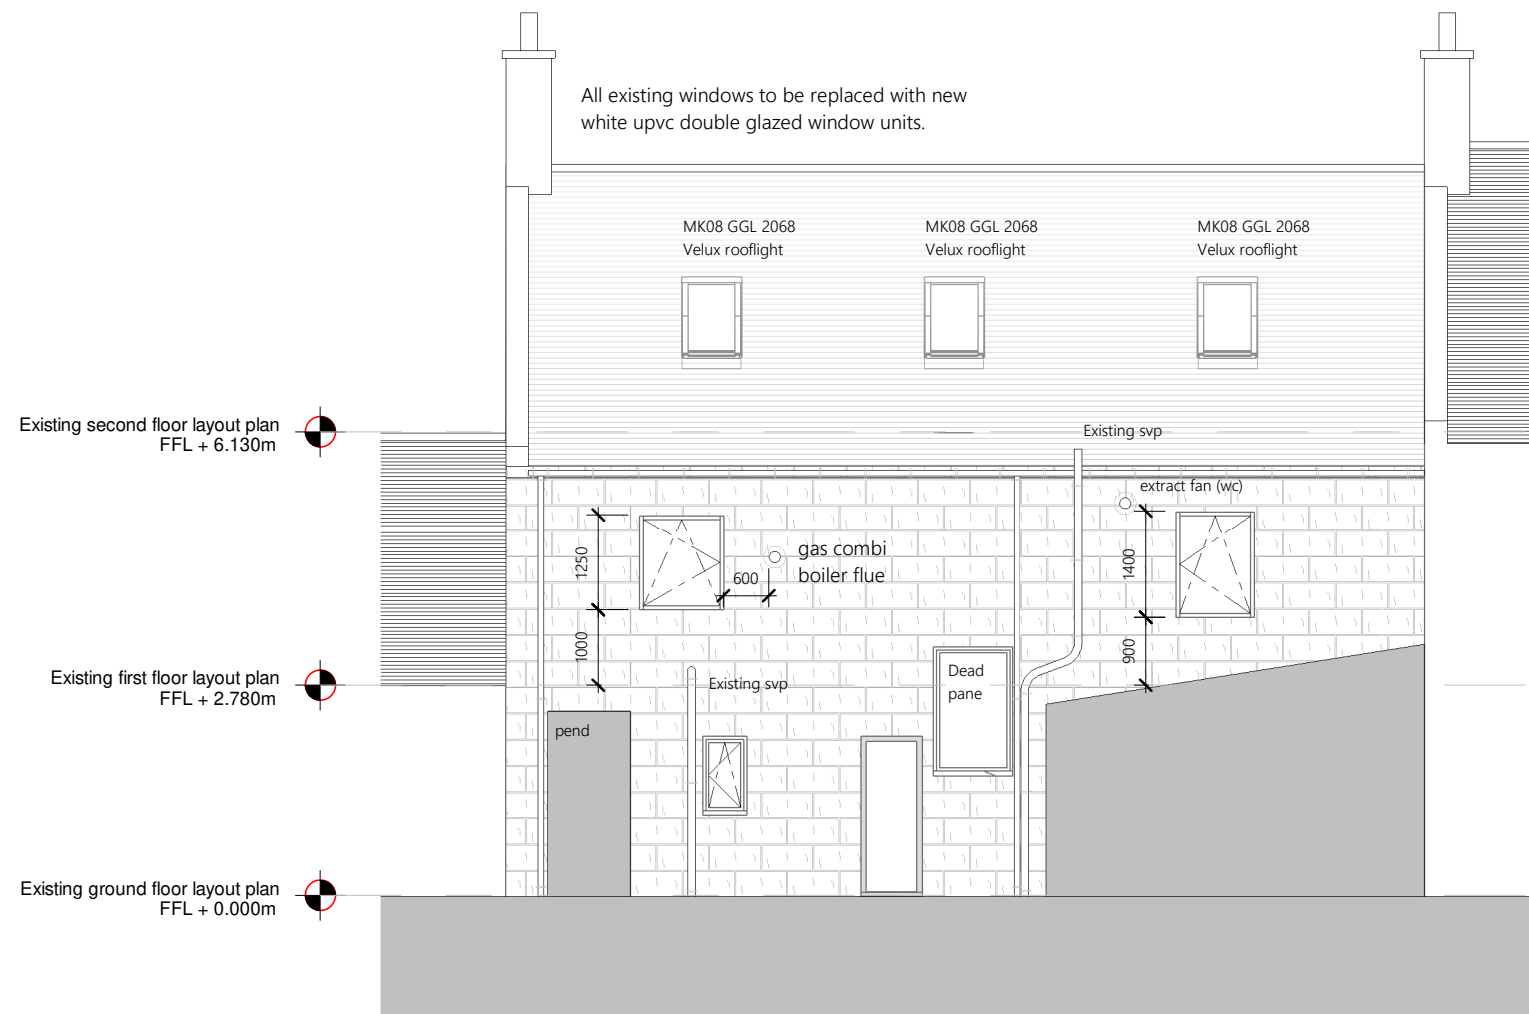 All existing windows to be replaced with new
white upvc double glazed window units.
MK08 GGL 2068
Velux rooflight
MK08 GGL 2068
Velux rooflight
MK08 GGL 2068
Velux rooflight
Existing second floor layout plan
FFL + 6.130m
Existing svp
extract fan (wc)
1250
600
gas combi
boiler flue
1400
1000
900
Existing first floor layout plan
FFL + 2.780m
Existing svp
Dead
pane
pend
Existing ground floor layout plan
FFL + 0.000m